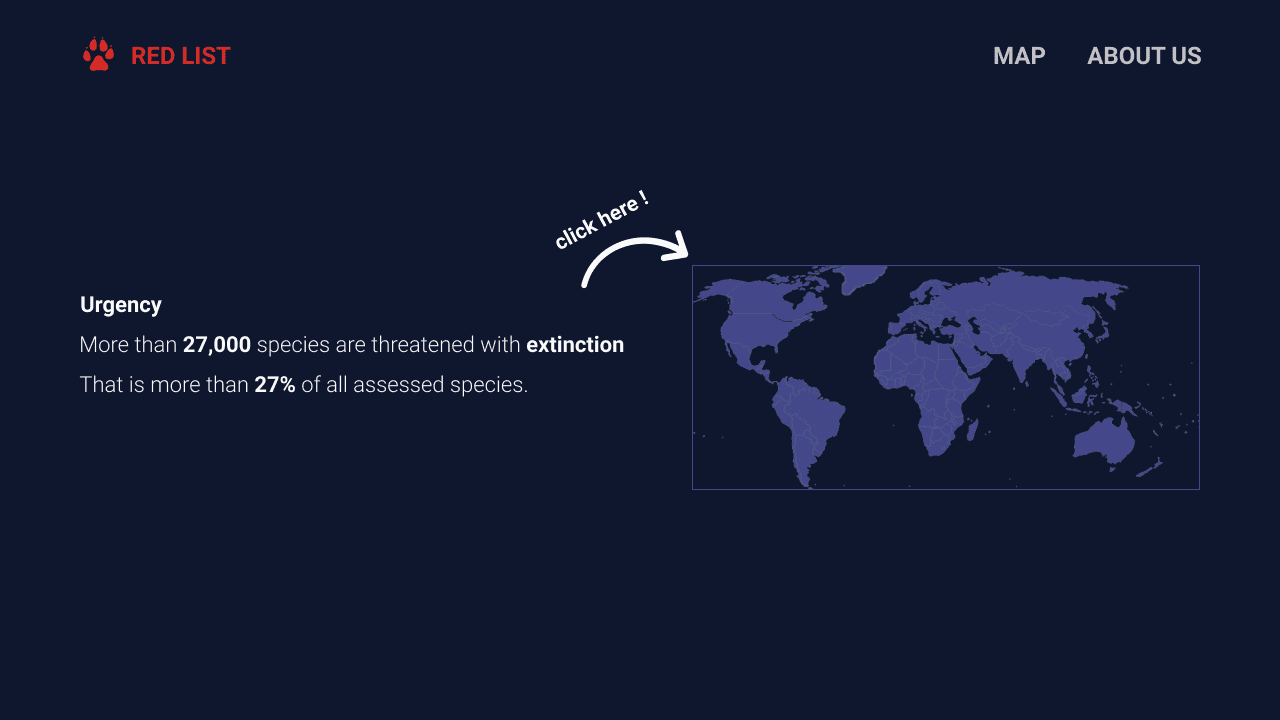 RED LIST
MAP
ABOUT US
click here !
Urgency
More than 27,000 species are threatened with extinction
That is more than 27% of all assessed species.